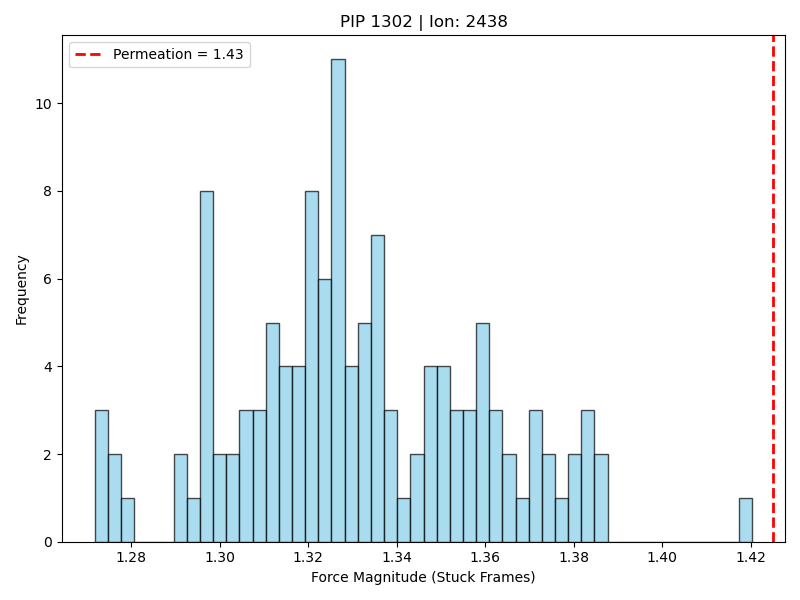 PIP 1302 | Ion: 2438
Permeation = 1.43
Frequency
10
8
6
4
2
0
1.28 1.30 1.32 1.34 1.36 1.38 1.40 1.42
Force Magnitude (Stuck Frames)